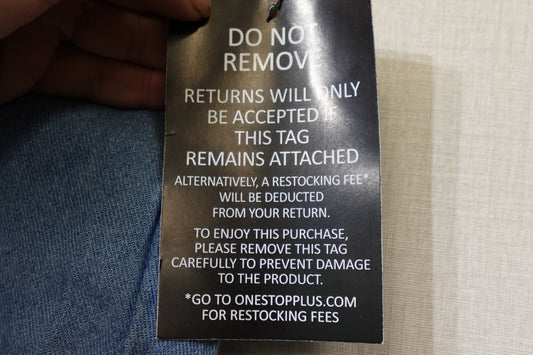 DO NOT
REMOVE
RETURNS WILL ONLY
BE ACCEPTED IF
THIS TAG
REMAINS ATTACHED
ALTERNATIVELY, A RESTOCKING FEE*
WILL BE DEDUCTED
FROM YOUR RETURN.
TO ENJOY THIS PURCHASE,
PLEASE REMOVE THIS TAG
CAREFULLY TO PREVENT DAMAGE
TO THE PRODUCT.
*GO TO ONESTOPPLUS.COM
FOR RESTOCKING FEES